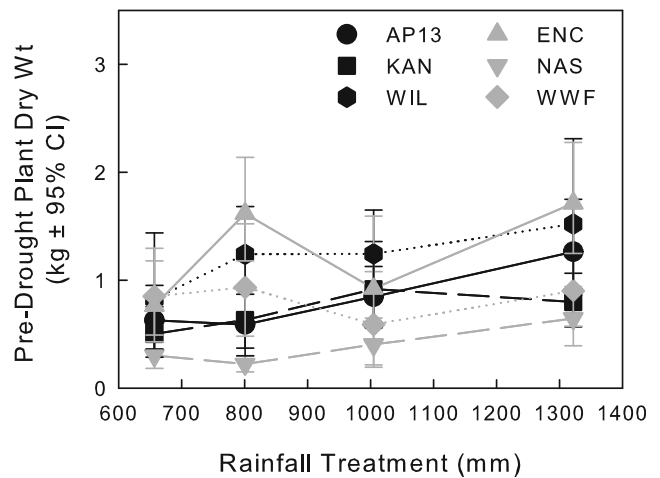 Pre-Drought Plant Dry Wt
(kg ± 95% CI)
3
2
1
0
AP13
KAN
WIL
ENC
NAS
WWF
600 700 800 900 1000 1100 1200 1300 1400
Rainfall Treatment (mm)